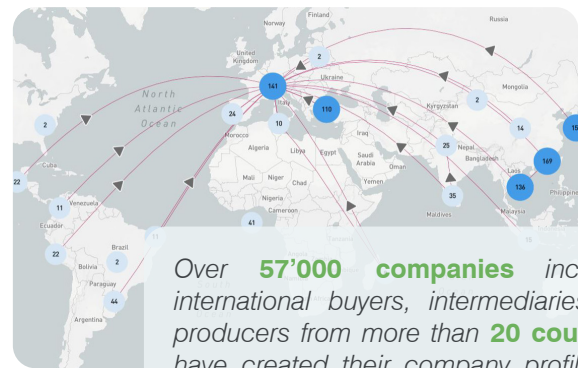 Norway
Finland
Russia
United
Kingdom
2
Ukraine
Mongolia
North
Atlantic
Ocean
141
Italy
110
Kyrgyzstan
2
24
10
14
15
2
Morocco
Algeria
Libya
Egypt
Iraq
Saudi
Arabia
Oman
25
Nepal
Bangladesh
Laos
169
136
Cuba
22
Mali
Niger
Chad
Yemen
Philippine
11
Venezuela
Nigeria
Cameroon
35
Maldives
Malaysia
Ecuador
41
11
15
22
Brazil
2
Bolivia
Paraguay
44
Argentina
Over 57’000 companies inc
international buyers, intermediaries
producers from more than 20 cou
have created their company profil